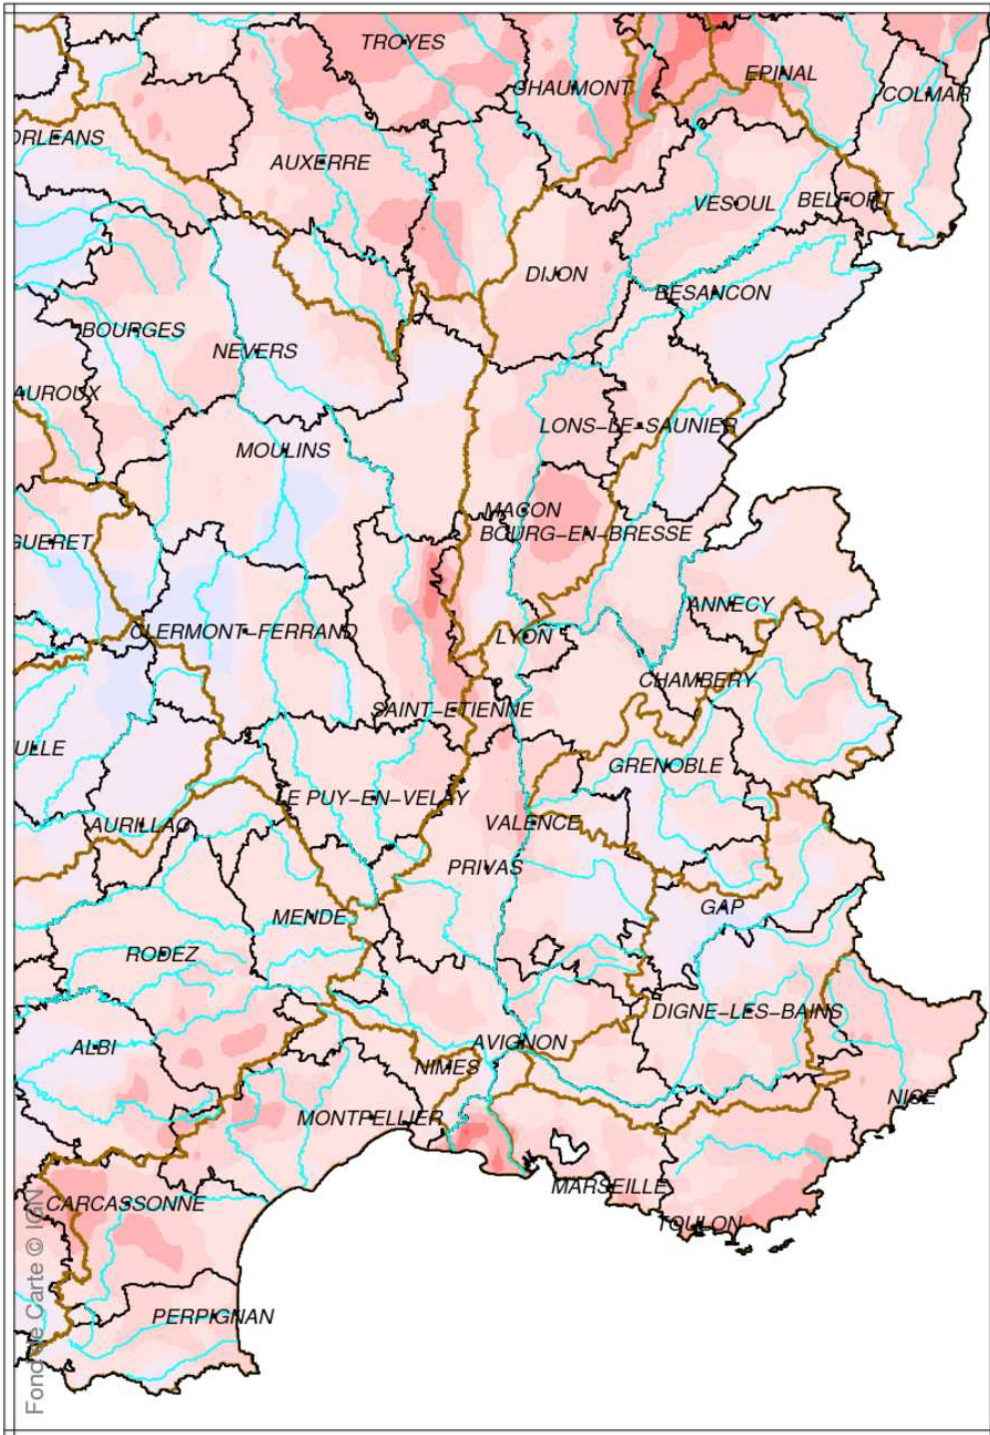 TROYES
CHAUMONT
EPINAL
COLMAR
ORLEANS
AUXERRE
VESOUL
BELFORT
DIJON
BESANCON
BOURGES
NEVERS
AUROUX
LONS-LE-SAUNIER
MOULINS
MACON
BOURG-EN-BRESSE
GUERET
ANNECY
CLERMONT-FERRAND
LYON
CHAMBERY
SAINT-ETIENNE
ULLE
GRENOBLE
LE PUY-EN-VELAY
AURILLAC
VALENCE
PRIVAS
GAP
MENDE
RODEZ
DIGNE-LES-BAINS
ALBI
AVIGNON
NIMES
NICE
MONTPELLIER
MARSEILLE
CARCASSONNE
TOULON
PERPIGNAN
Fond de Carte © IGN